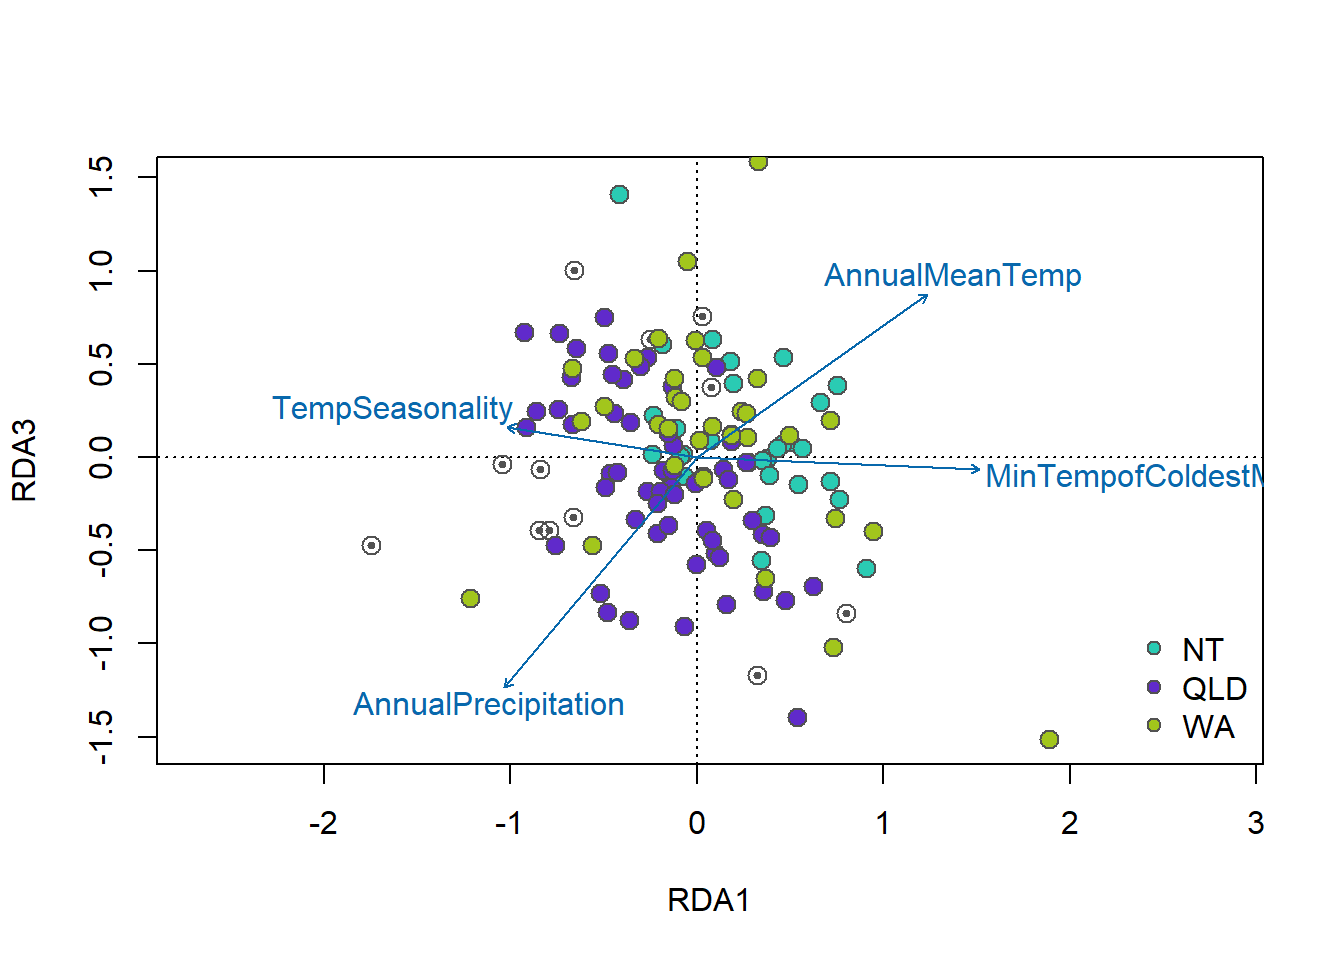 1.5
1.0
0.5
0.0
-0.5
-1.0
-1.5
RDA3
AnnualMeanTemp
TempSeasonality
MinTempofColdestM
AnnualPrecipitation
NT
QLD
WA
-2
-1
0
1
2
3
RDA1